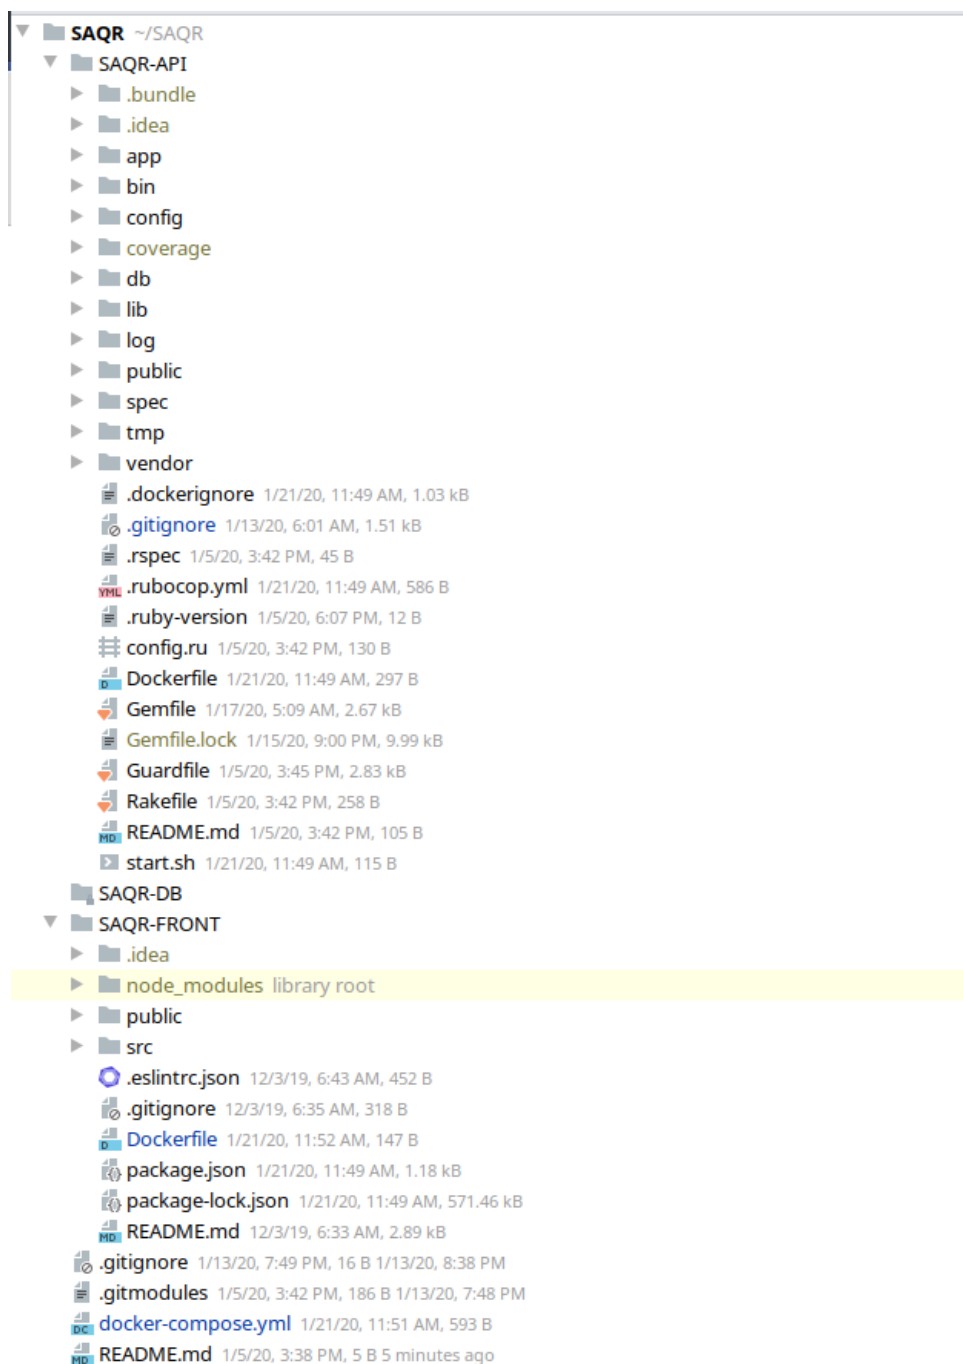 SAQR ~/SAQR
SAQR-API
.bundle
.idea
app
bin
config
coverage
db
lib
log
public
spec
tmp
vendor
.dockerignore 1/21/20, 11:49 AM, 1.03 kB
.gitignore 1/13/20, 6:01 AM, 1.51 kB
.rspec 1/5/20, 3:42 PM, 45 B
YML .rubocop.yml 1/21/20, 11:49 AM, 586 B
.ruby-version 1/5/20, 6:07 PM, 12 B
config.ru 1/5/20, 3:42 PM, 130 B
D Dockerfile 1/21/20, 11:49 AM, 297 B
Gemfile 1/17/20, 5:09 AM, 2.67 kB
Gemfile.lock 1/15/20, 9:00 PM, 9.99 kB
Guardfile 1/5/20, 3:45 PM, 2.83 kB
Rakefile 1/5/20, 3:42 PM, 258 B
MD README.md 1/5/20, 3:42 PM, 105 B
start.sh 1/21/20, 11:49 AM, 115 B
SAQR-DB
SAQR-FRONT
.idea
node_modules library root
public
src
.eslintrc.json 12/3/19, 6:43 AM, 452 B
.gitignore 12/3/19, 6:35 AM, 318 B
D Dockerfile 1/21/20, 11:52 AM, 147 B
package.json 1/21/20, 11:49 AM, 1.18 kB
package-lock.json 1/21/20, 11:49 AM, 571.46 kB
MD README.md 12/3/19, 6:33 AM, 2.89 kB
.gitignore 1/13/20, 7:49 PM, 16 B 1/13/20, 8:38 PM
.gitmodules 1/5/20, 3:42 PM, 186 B 1/13/20, 7:48 PM
DC docker-compose.yml 1/21/20, 11:51 AM, 593 B
MD README.md 1/5/20, 3:38 PM, 5 B 5 minutes ago